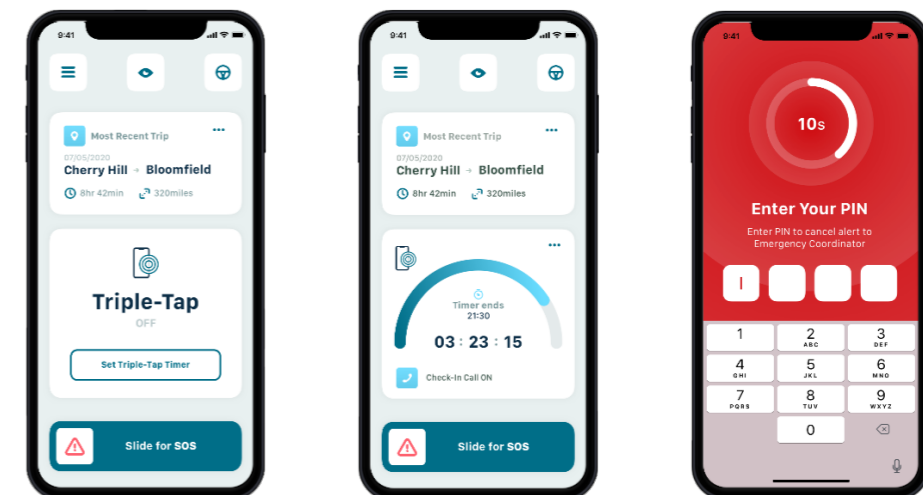 9:41
Most Recent Trip
07/05/2020
Cherry Hill → Bloomfield
8hr 42min 320miles
Triple-Tap
OFF
Set Triple-Tap Timer
Slide for SOS
9:41
Most Recent Trip
07/05/2020
Cherry Hill → Bloomfield
8hr 42min 320miles
Timer ends
21:30
03 : 23 : 15
Check-In Call ON
Slide for SOS
9:41
10s
Enter Your PIN
Enter PIN to cancel alert to
Emergency Coordinator
1 2 3
ABC DEF
4 5 6
GHI JKL MNO
7 8 9
PQRS TUV WXYZ
0